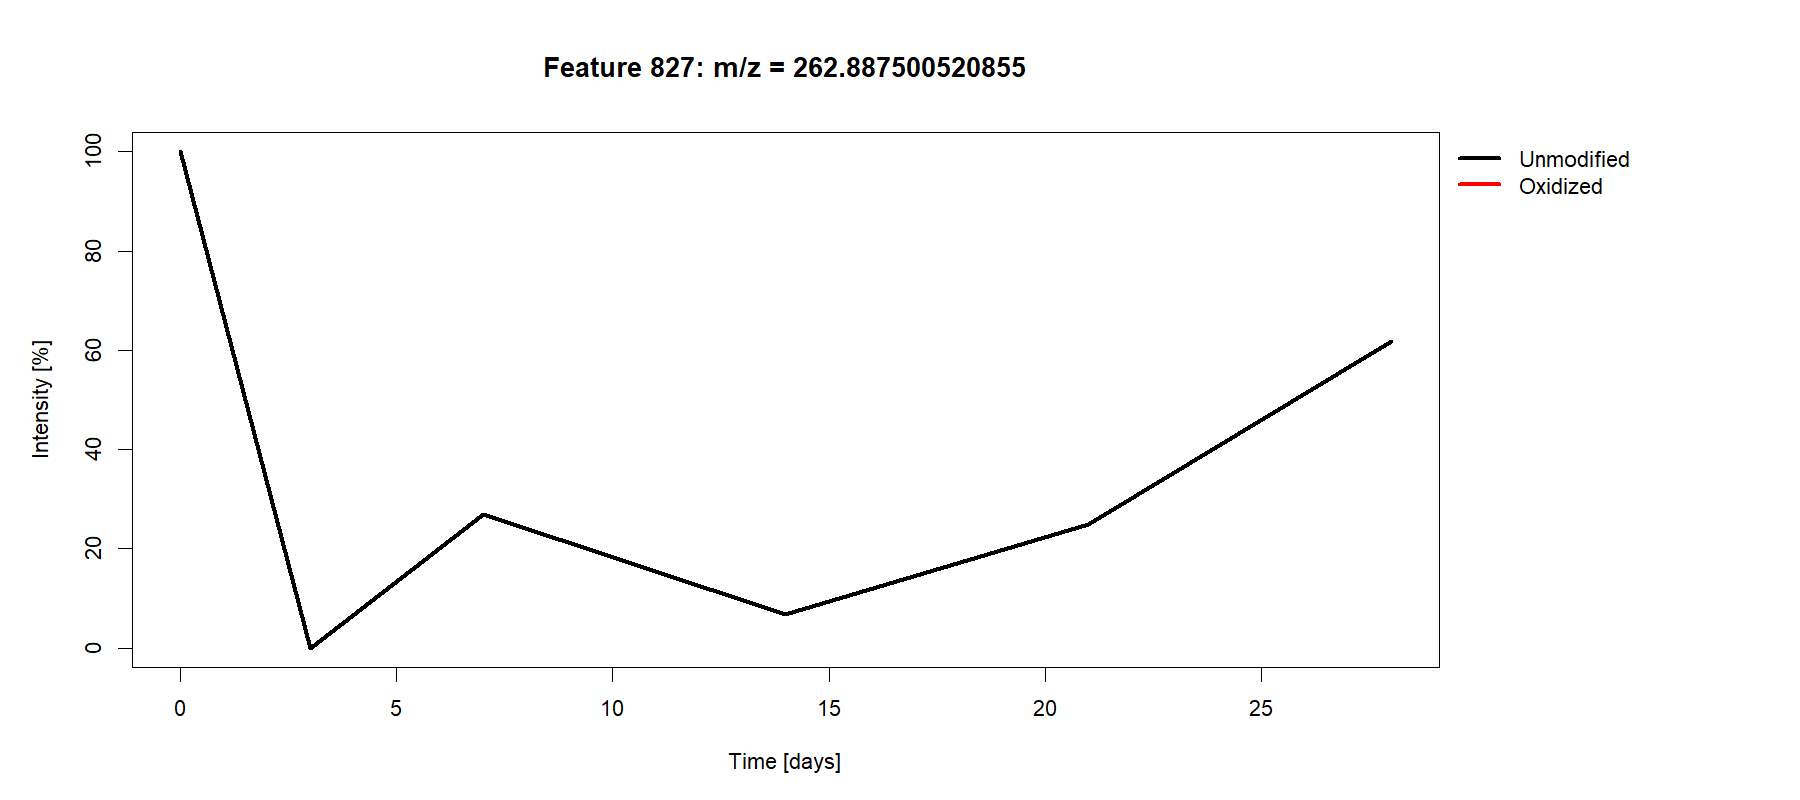 Feature 827: m/z = 262.887500520855
Unmodified
Oxidized
Intensity [%]
100
80
60
40
20
0
0 5 10 15 20 25
Time [days]